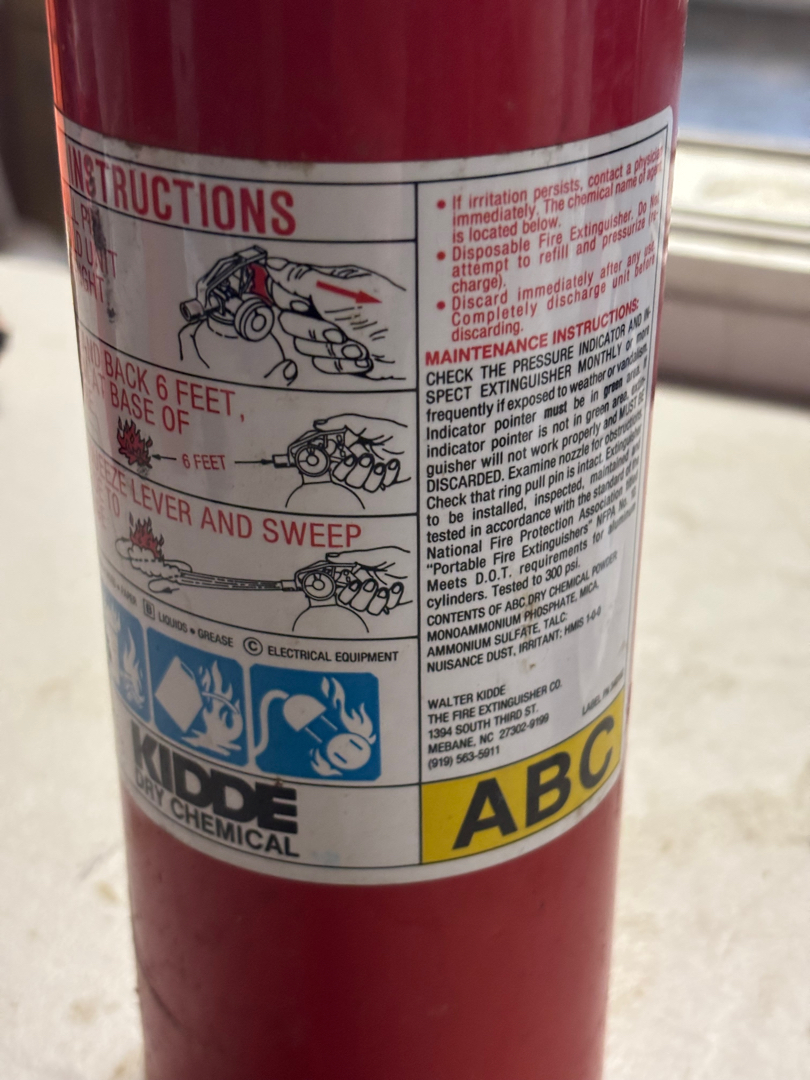 INSTRUCTIONS
BACK 6 FEET,
AT BASE OF
6 FEET
LEVER AND SWEEP
B LIQUIDS • GREASE C ELECTRICAL EQUIPMENT
KIDDE
DRY CHEMICAL
• If irritation persists, contact a physician
immediately. The chemical name of agent
is located below.
• Disposable Fire Extinguisher. Do Not
attempt to refill and pressurize (re-
charge).
• Discard immediately after any use.
Completely discharge unit before
discarding.
MAINTENANCE INSTRUCTIONS:
CHECK THE PRESSURE INDICATOR AND IN-
SPECT EXTINGUISHER MONTHLY or more
frequently if exposed to weather or vandalism.
Indicator pointer must be in green area. If
indicator pointer is not in green area, extin-
guisher will not work properly and MUST BE
DISCARDED. Examine nozzle for obstructions.
Check that ring pull pin is intact. Extinguisher
to be installed, inspected, maintained and
tested in accordance with the standard of the
National Fire Protection Association titled
"Portable Fire Extinguishers" NFPA No. 10
Meets D.O.T. requirements for aluminum
cylinders. Tested to 300 psi.
CONTENTS OF ABC DRY CHEMICAL POWDER
MONOAMMONIUM PHOSPHATE, MICA,
AMMONIUM SULFATE, TALC:
NUISANCE DUST, IRRITANT; HMIS 1-0-0
WALTER KIDDE
THE FIRE EXTINGUISHER CO.
1394 SOUTH THIRD ST.
MEBANE, NC 27302-9199
(919) 563-5911
LABEL
ABC